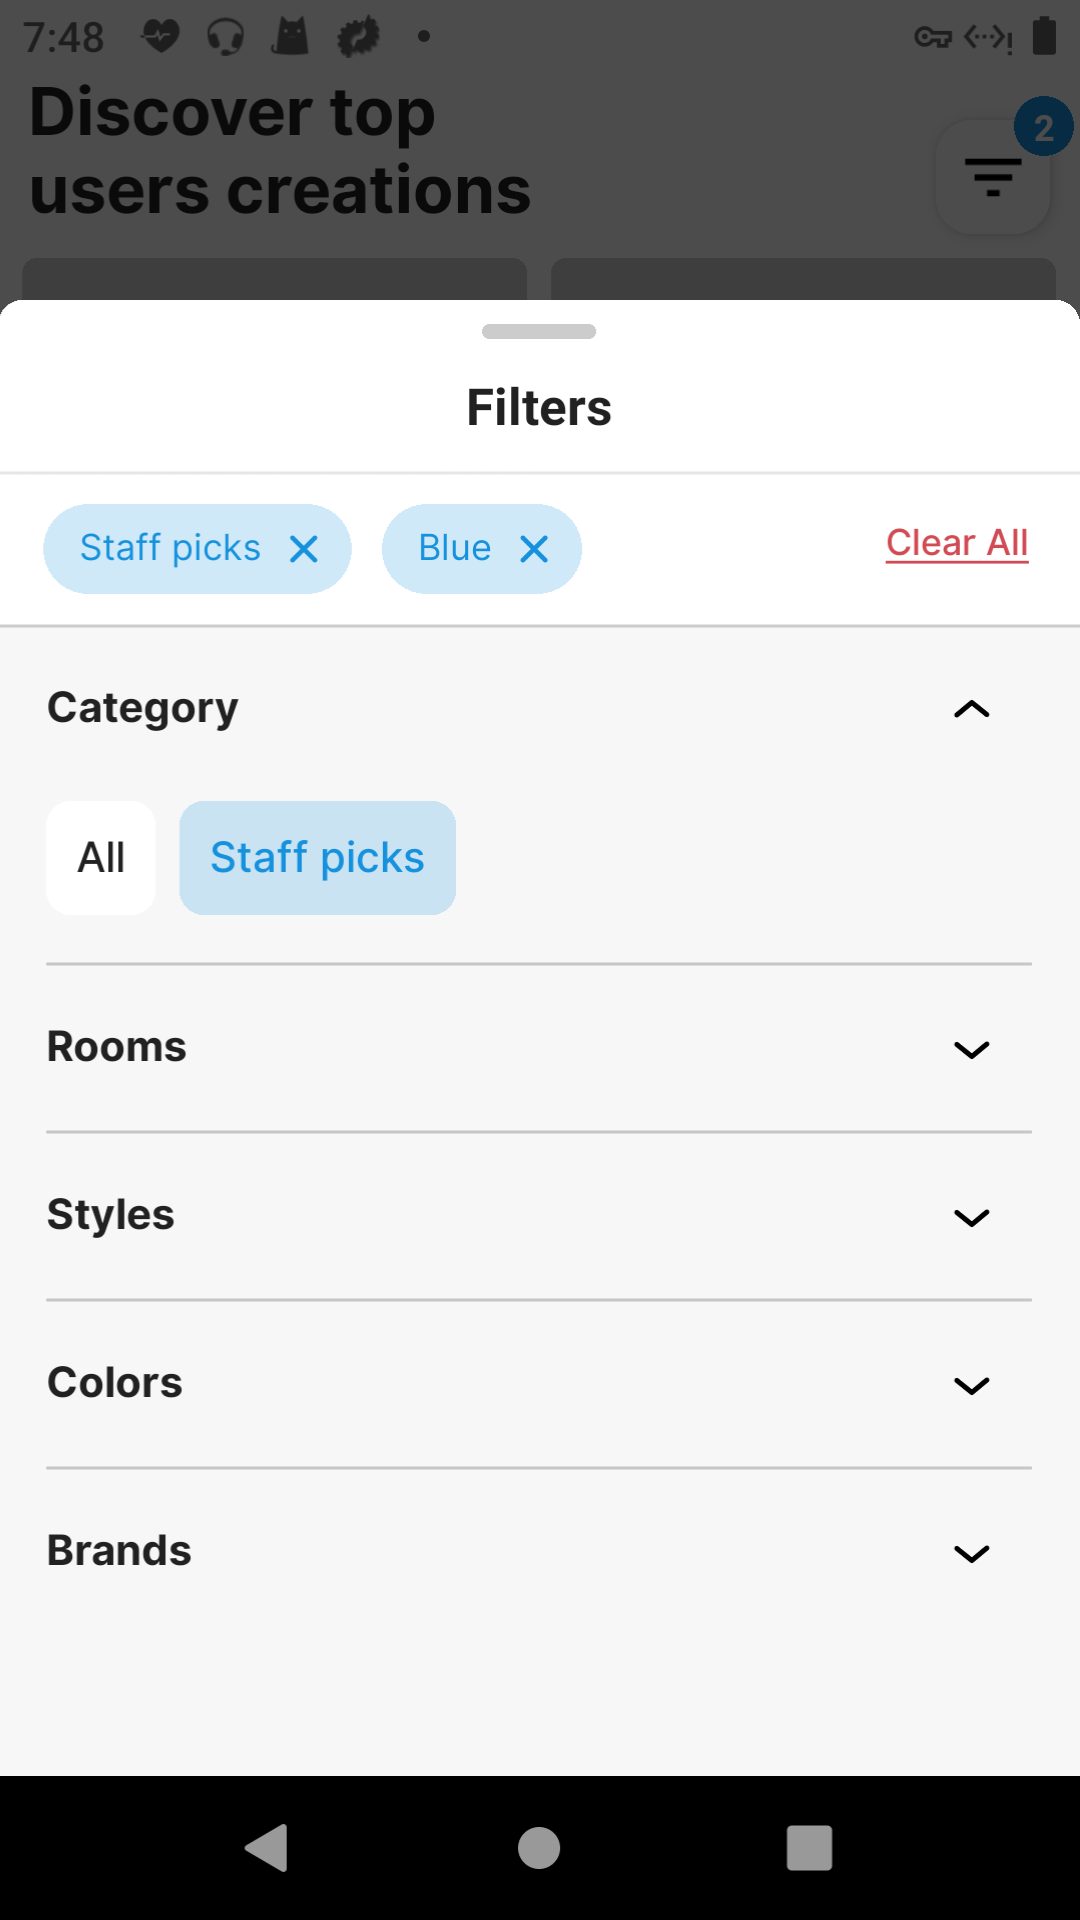 7:48
Discover top
users creations
2
Filters
Staff picks
Blue
Clear All
Category
All
Staff picks
Rooms
Styles
Colors
Brands